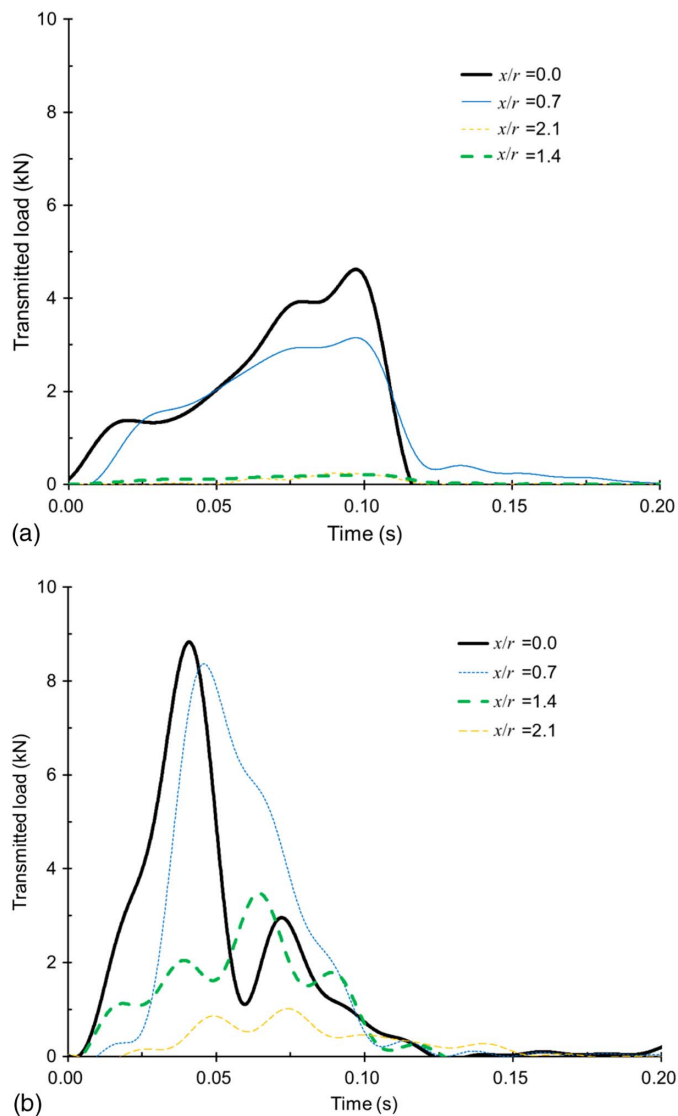 10
8
6
4
2
0
Transmitted load (kN)
x/r =0.0
x/r =0.7
x/r =2.1
x/r =1.4
0.00 0.05 0.10 0.15 0.20
Time (s)
(a)
10
8
6
4
2
0
Transmitted load (kN)
x/r =0.0
x/r =0.7
x/r =1.4
x/r =2.1
0.00 0.05 0.10 0.15 0.20
Time (s)
(b)